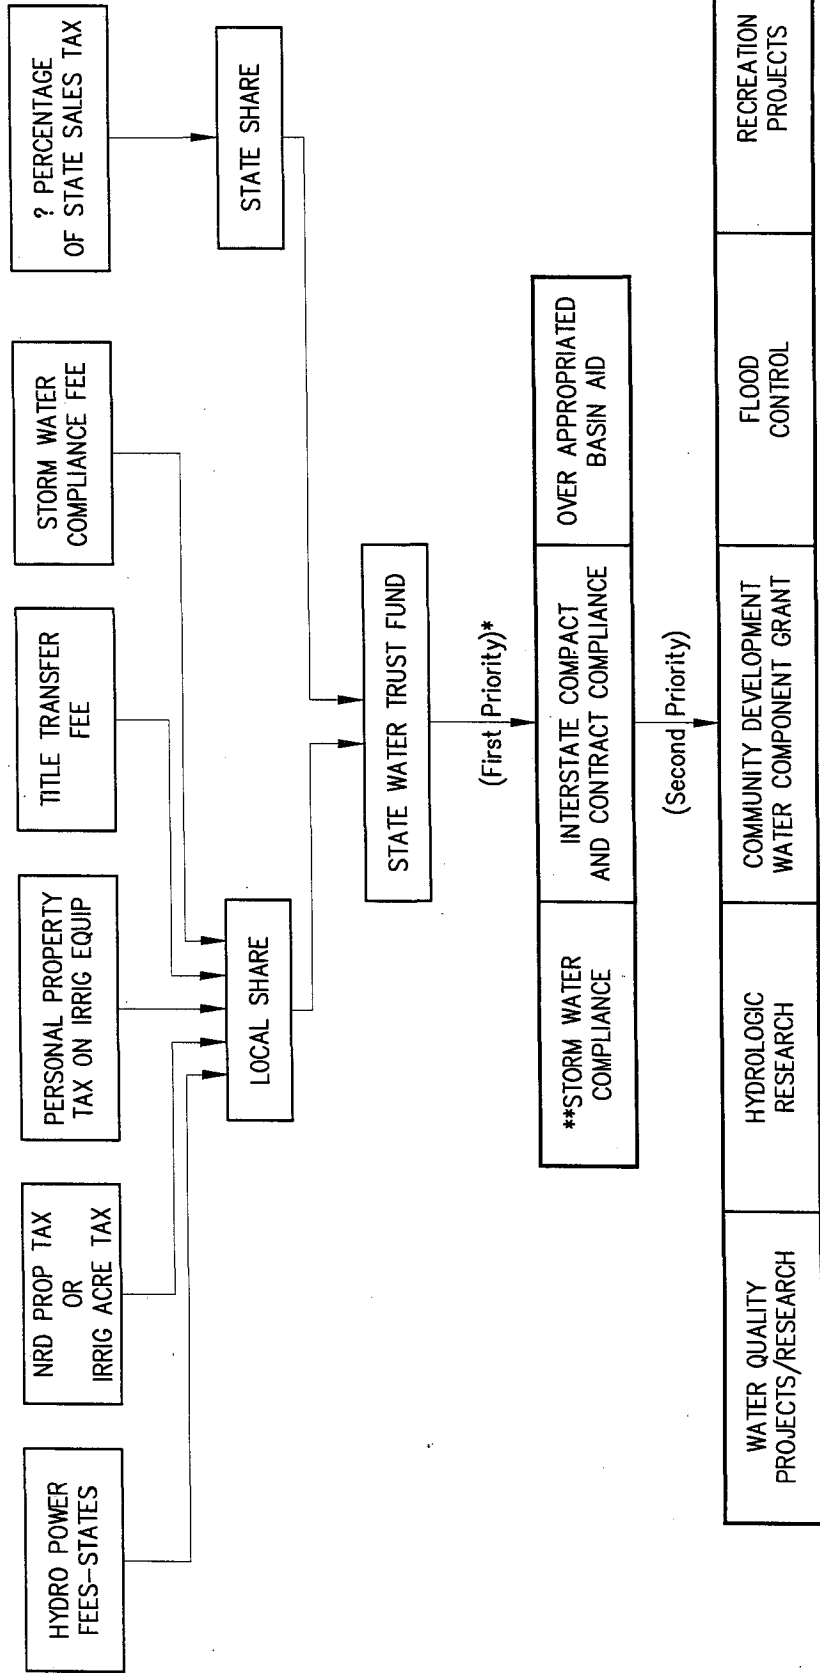 HYDRO POWER
FEES-STATES
NRD PROP TAX
OR
IRRIG ACRE TAX
PERSONAL PROPERTY
TAX ON IRRIG EQUIP
TITLE TRANSFER
FEE
STORM WATER
COMPLIANCE FEE
? PERCENTAGE
OF STATE SALES TAX
LOCAL SHARE
STATE SHARE
STATE WATER TRUST FUND
(First Priority)*
**STORM WATER
COMPLIANCE
INTERSTATE COMPACT
AND CONTRACT COMPLIANCE
OVER APPROPRIATED
BASIN AID
(Second Priority)
WATER QUALITY
PROJECTS/RESEARCH
HYDROLOGIC
RESEARCH
COMMUNITY DEVELOPMENT
WATER COMPONENT GRANT
FLOOD
CONTROL
RECREATION
PROJECTS